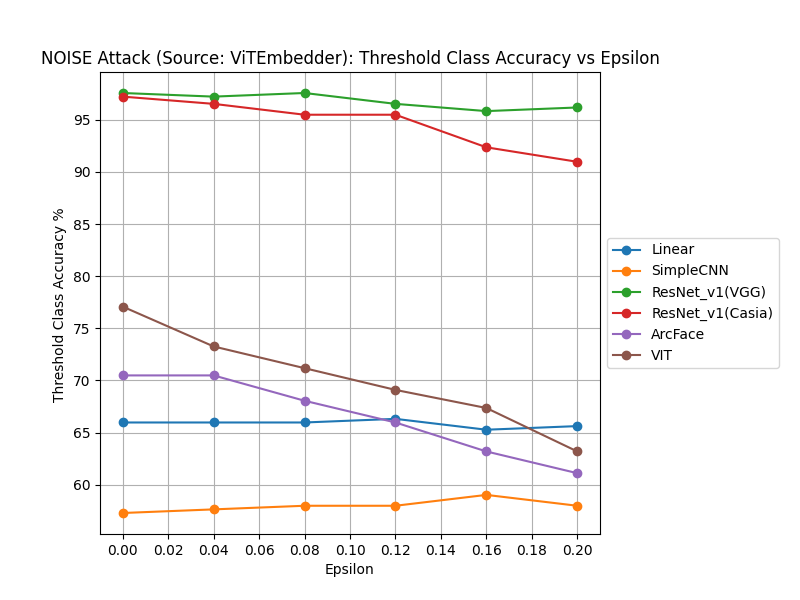 NOISE Attack (Source: ViTEmbedder): Threshold Class Accuracy vs Epsilon
95
90
85
80
75
70
65
60
Threshold Class Accuracy %
0.00 0.02 0.04 0.06 0.08 0.10 0.12 0.14 0.16 0.18 0.20
Epsilon
Linear
SimpleCNN
ResNet_v1(VGG)
ResNet_v1(Casia)
ArcFace
VIT